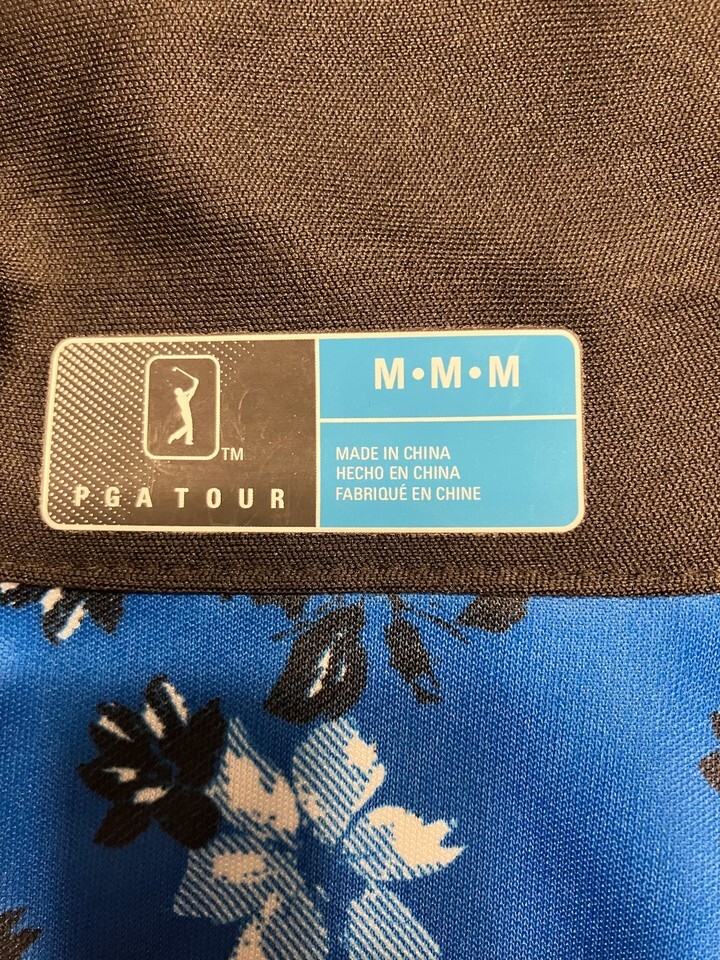 TM
PGA TOUR
M•M•M
MADE IN CHINA
HECHO EN CHINA
FABRIQUÉ EN CHINE